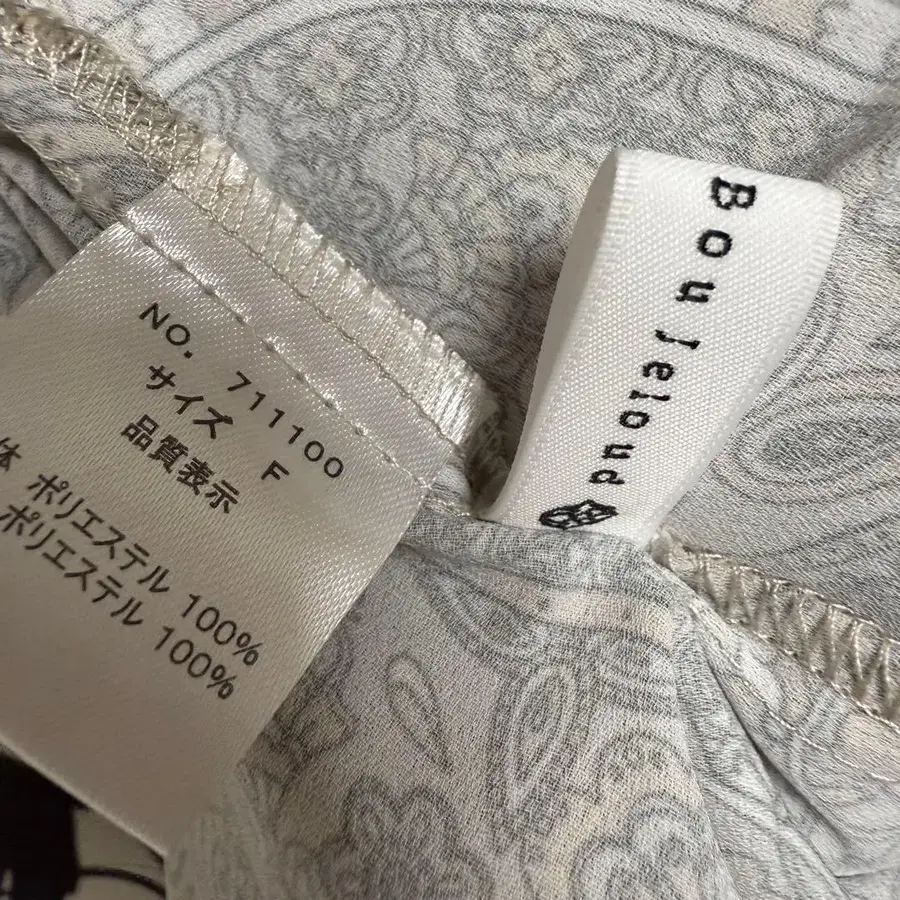 NO. 711100
サイズ F
品質表示
体 ポリエステル 100%
ポリエステル 100%
Bou Jeloud